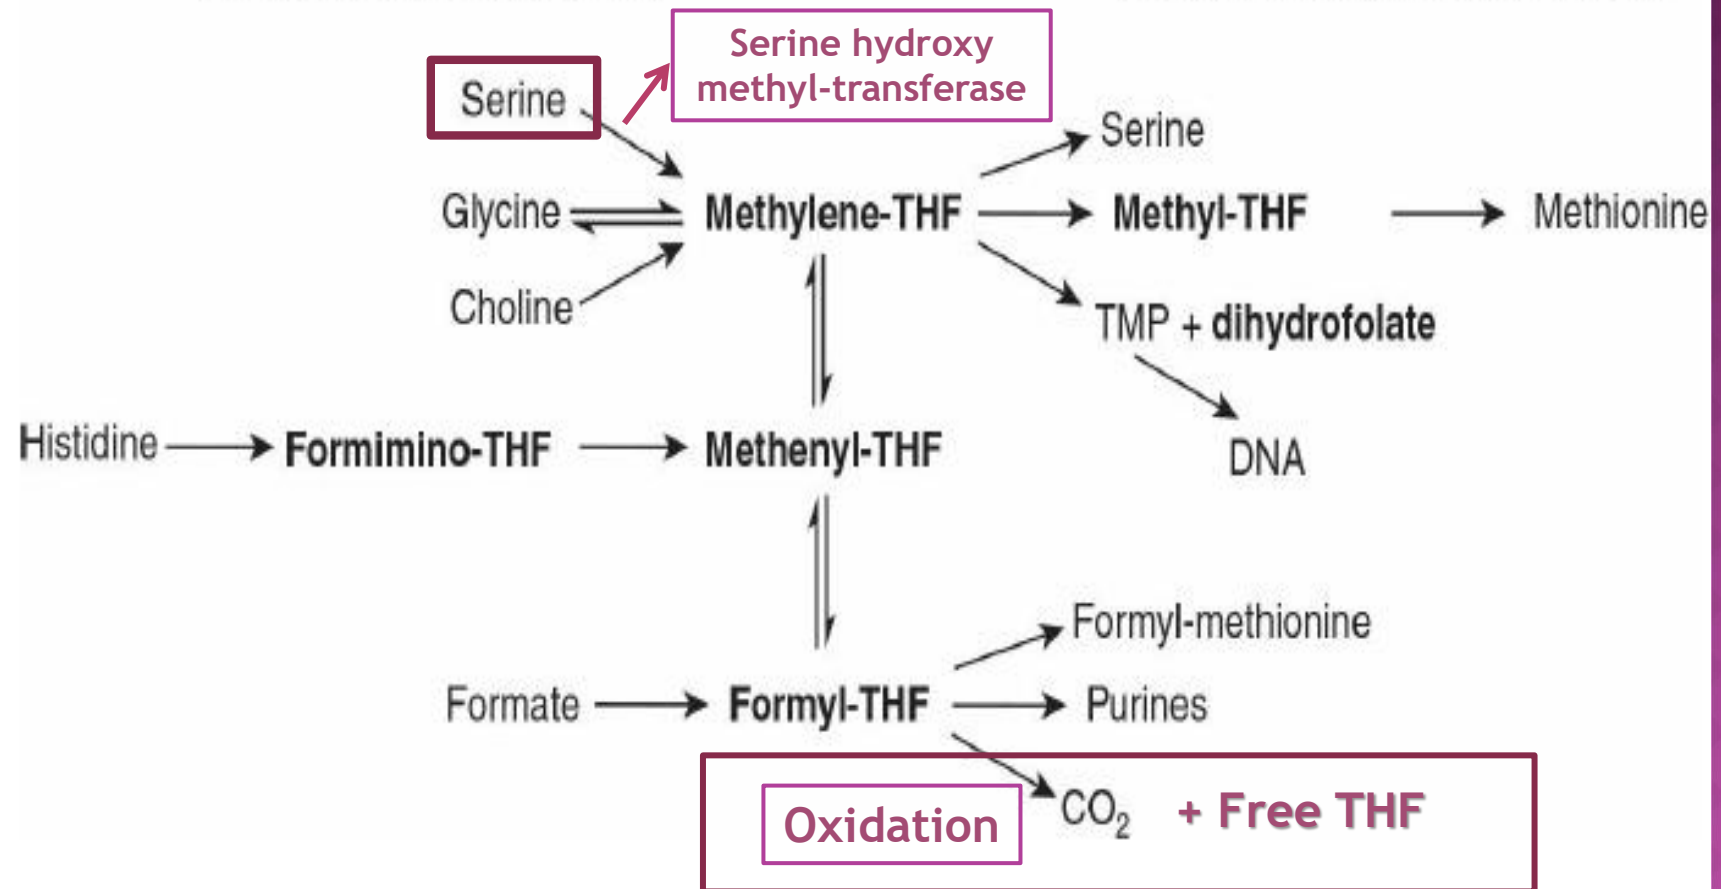 Serine hydroxy
methyl-transferase
Serine
Serine
Glycine
Methylene-THF
Methyl-THF
Methionine
Choline
TMP + dihydrofolate
DNA
Histidine
Formimino-THF
Methenyl-THF
Formyl-methionine
Formate
Formyl-THF
Purines
Oxidation
CO₂ + Free THF